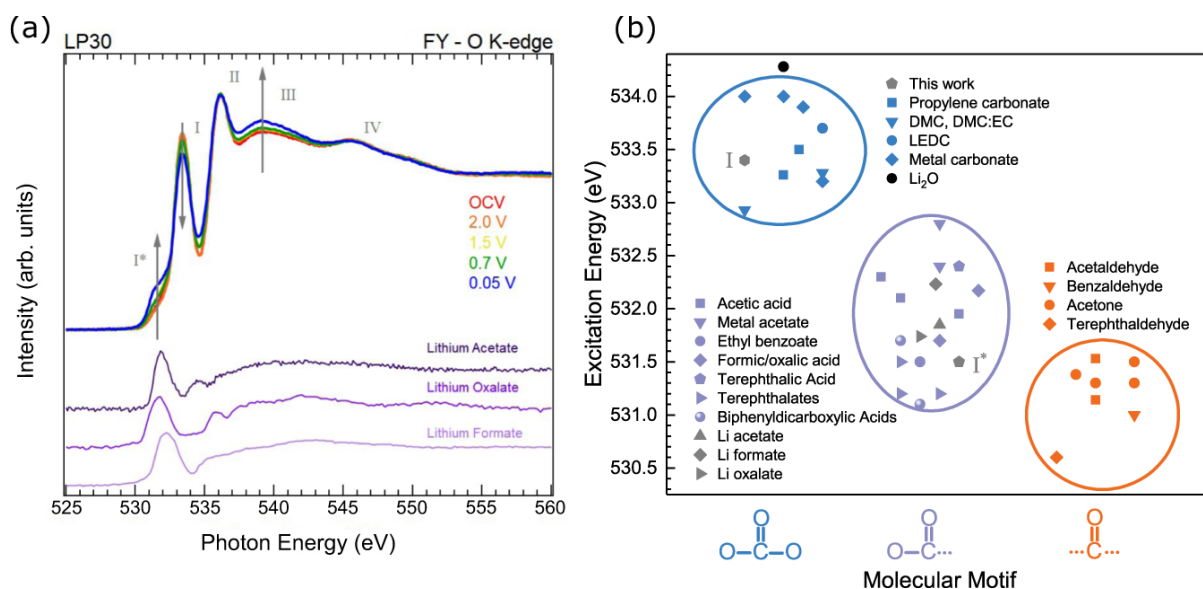 (a)
LP30
FY - O K-edge
II
III
I
IV
I*
OCV
2.0 V
1.5 V
0.7 V
0.05 V
Lithium Acetate
Lithium Oxalate
Lithium Formate
Intensity (arb. units)
525 530 535 540 545 550 555 560
Photon Energy (eV)
(b)
534.0
533.5
533.0
532.5
532.0
531.5
531.0
530.5
Excitation Energy (eV)
This work
Propylene carbonate
DMC, DMC:EC
LEDC
Metal carbonate
Li₂O
I
Acetic acid
Metal acetate
Ethyl benzoate
Formic/oxalic acid
Terephthalic Acid
Terephthalates
Biphenyldicarboxylic Acids
Li acetate
Li formate
Li oxalate
I*
Acetaldehyde
Benzaldehyde
Acetone
Terephthaldehyde
O
O–C–O
O
O–C···
O
···C···
Molecular Motif